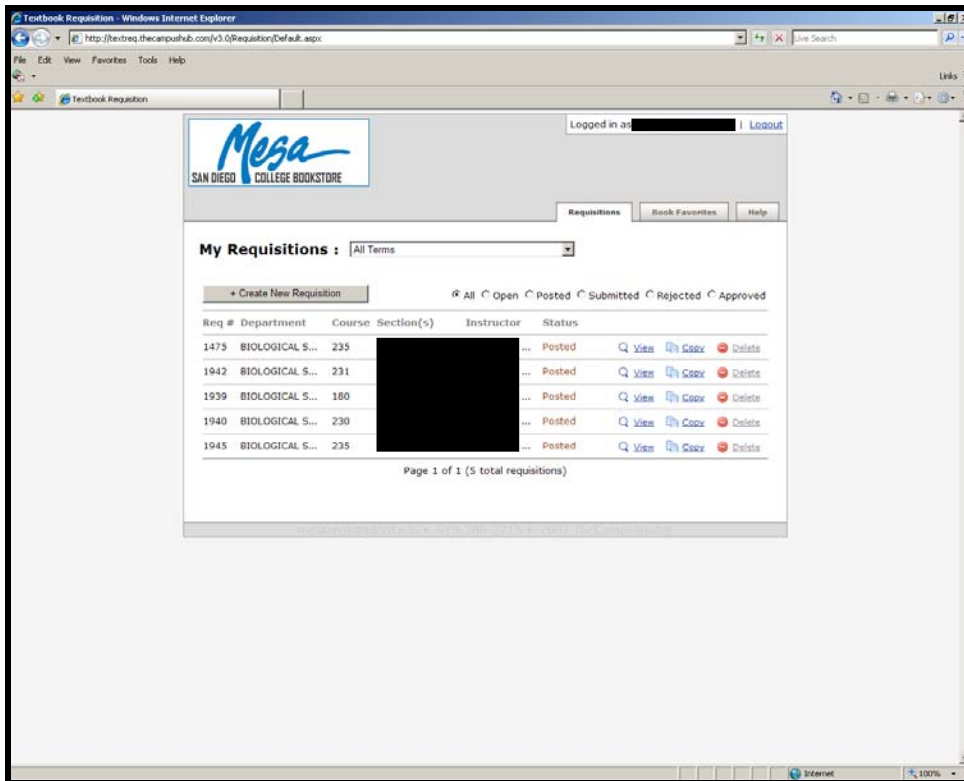 Textbook Requisition - Windows Internet Explorer
http://textreq.thecampushub.com/v3.0/Requisition/Default.aspx
Live Search
File Edit View Favorites Tools Help
Links
Textbook Requisition
Logged in as | Logout
Mesa
SAN DIEGO COLLEGE BOOKSTORE
Requisitions Book Favorites Help
My Requisitions : All Terms
+ Create New Requisition All Open Posted Submitted Rejected Approved
Req # Department Course Section(s) Instructor Status
1475 BIOLOGICAL S... 235 ... Posted View Copy Delete
1942 BIOLOGICAL S... 231 ... Posted View Copy Delete
1939 BIOLOGICAL S... 180 ... Posted View Copy Delete
1940 BIOLOGICAL S... 230 ... Posted View Copy Delete
1945 BIOLOGICAL S... 235 ... Posted View Copy Delete
Page 1 of 1 (5 total requisitions)
Internet 100%